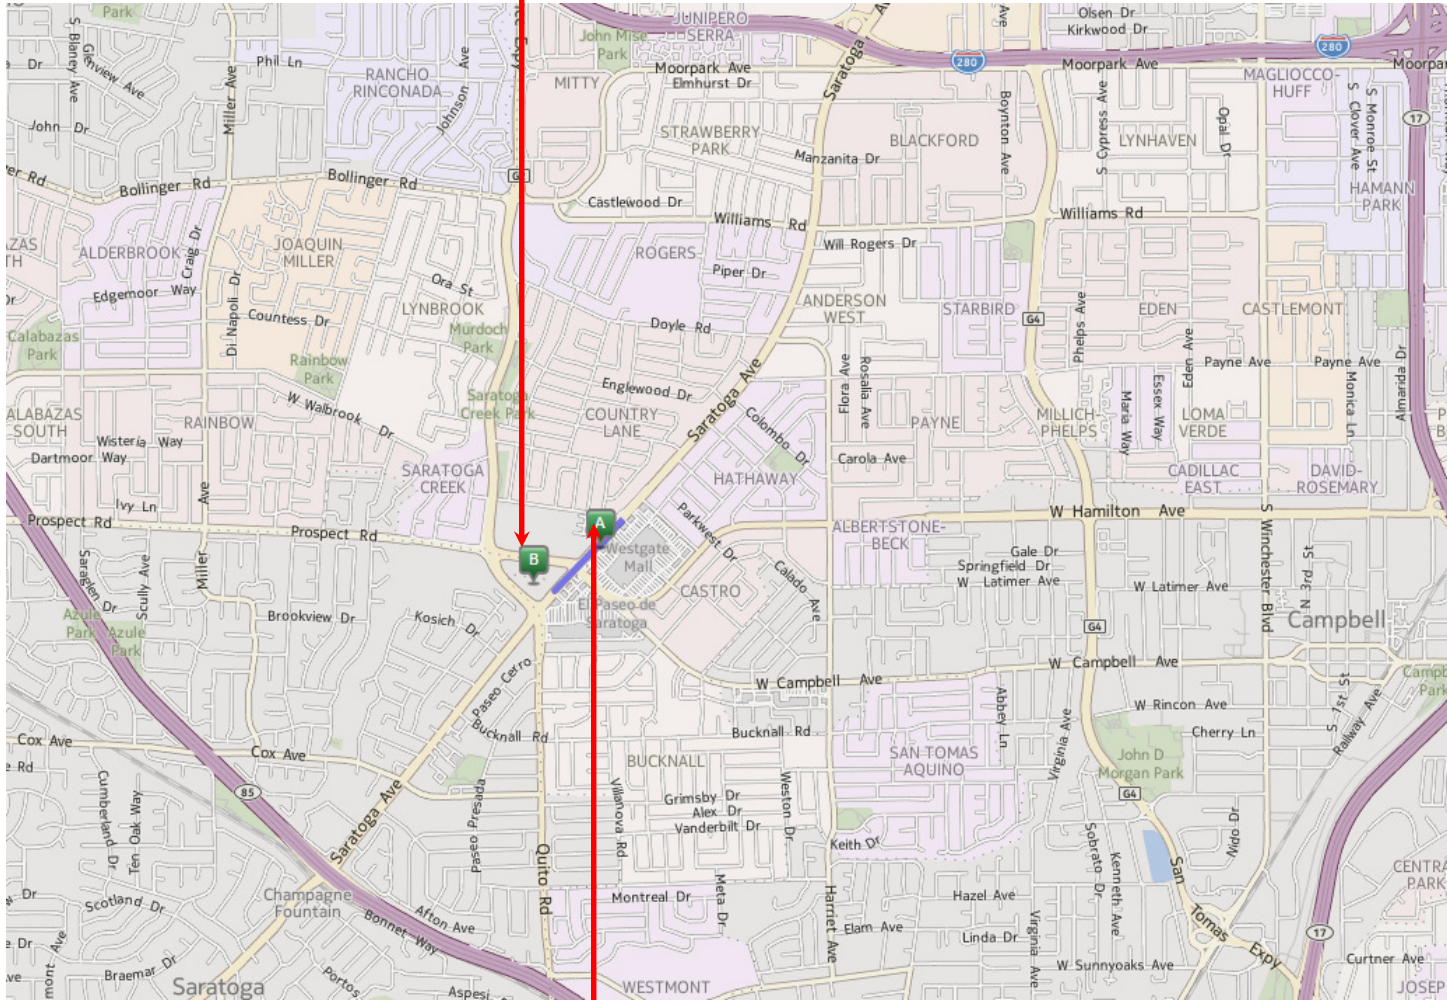 Park
S Blaney Ave
Glenview Ave
Dr
Phil Ln
Miller Ave
RANCHO
RINCONADA
Johnson Ave
Expy
JUNIPERO
SERRA
John Mise
Park
MITTY
Moorpark Ave
Elmhurst Dr
Saratoga
Ave
Olsen Dr
Kirkwood Dr
280
280
Moorpark Ave
MAGLIOCCO-
HUFF
John Dr
STRAWBERRY
PARK
Manzanita Dr
BLACKFORD
Boynton Ave
S Cypress Ave
LYNHAVEN
Opal Dr
S Clover Ave
S Monroe St
17
HAMANN
PARK
Bollinger Rd
Bollinger Rd
Castlewood Dr
Williams Rd
Williams Rd
Will Rogers Dr
ALDERBROOK
Craig Dr
JOAQUIN
MILLER
ROGERS
Piper Dr
Edgemoor Way
Di Napoli Dr
Countess Dr
Ora St
LYNBROOK
Murdoch
Park
Doyle Rd
ANDERSON
WEST
STARBIRD
G4
Phelps Ave
EDEN
CASTLEMONT
Calabazas
Park
Rainbow
Park
Englewood Dr
Saratoga Ave
Flora Ave
Rosalia Ave
Eden Ave
Payne Ave
Payne Ave
Almarida Dr
ALABAZAS
SOUTH
RAINBOW
W Walbrook Dr
Saratoga
Creek Park
COUNTRY
LANE
Colombo Dr
PAYNE
MILLICH-
PHELPS
Maria Way
Essex Way
LOMA
VERDE
Monica Ln
Wisteria Way
Dartmoor Way
SARATOGA
CREEK
HATHAWAY
Carola Ave
CADILLAC
EAST
DAVID-
ROSEMARY
Ivy Ln
Ave
Prospect Rd
Prospect Rd
A
B
Parkwest Dr
Westgate
Mall
ALBERTSTONE-
BECK
W Hamilton Ave
S Winchester Blvd
Saraglen Dr
Scully Ave
Miller
Gale Dr
Springfield Dr
W Latimer Ave
W Latimer Ave
N 3rd St
Azule
Park
Azule
Park
Brookview Dr
Kosich Dr
El Paseo de
Saratoga
CASTRO
Calado Ave
G4
Campbell
Paseo Cerro
W Campbell Ave
W Campbell Ave
Cox Ave
Cox Ave
Bucknall Rd
Bucknall Rd
BUCKNALL
Abbey Ln
Virginia Ave
W Rincon Ave
Cherry Ln
S 1st St
Railway Ave
SAN TOMAS
AQUINO
John D
Morgan Park
G4
85
Cumberland Dr
Ten Oak Way
Saratoga Ave
Paseo Presada
Quito Rd
Villanova Rd
Grimsby Dr
Alex Dr
Vanderbilt Dr
Weston Dr
Keith Dr
Sobrato Dr
Kenneth Ave
Nido Dr
San Tomas Expy
Champagne
Fountain
Scotland Dr
Afton Ave
Bonnet Way
Montreal Dr
Meta Dr
Harriet Ave
Hazel Ave
Elam Ave
Linda Dr
Virginia Ave
17
W Sunnyoaks Ave
Curtner Ave
Braemar Dr
Saratoga
Portos
Aspesi
WESTMONT